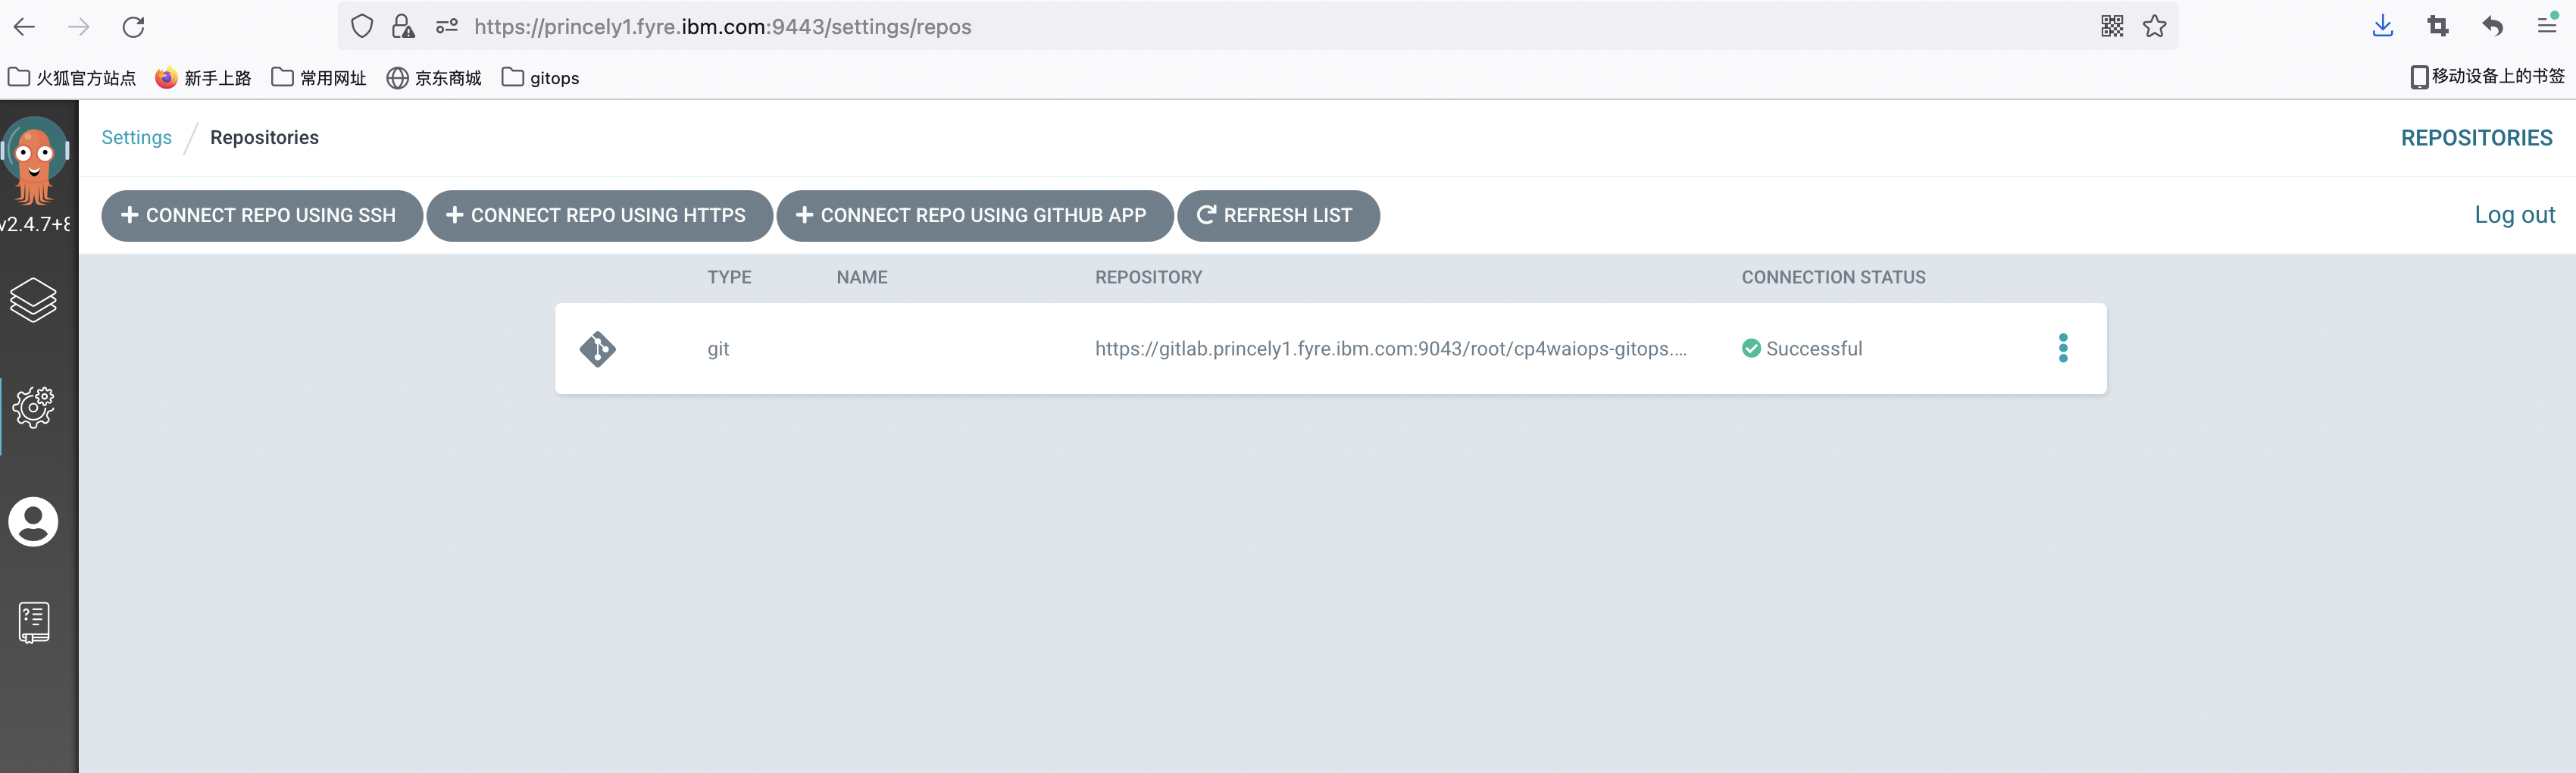 https://princely1.fyre.ibm.com:9443/settings/repos
火狐官方站点 新手上路 常用网址 京东商城 gitops 移动设备上的书签
Settings / Repositories REPOSITORIES
CONNECT REPO USING SSH CONNECT REPO USING HTTPS CONNECT REPO USING GITHUB APP REFRESH LIST Log out
v2.4.7+8
TYPE NAME REPOSITORY CONNECTION STATUS
git https://gitlab.princely1.fyre.ibm.com:9043/root/cp4waiops-gitops.... Successful